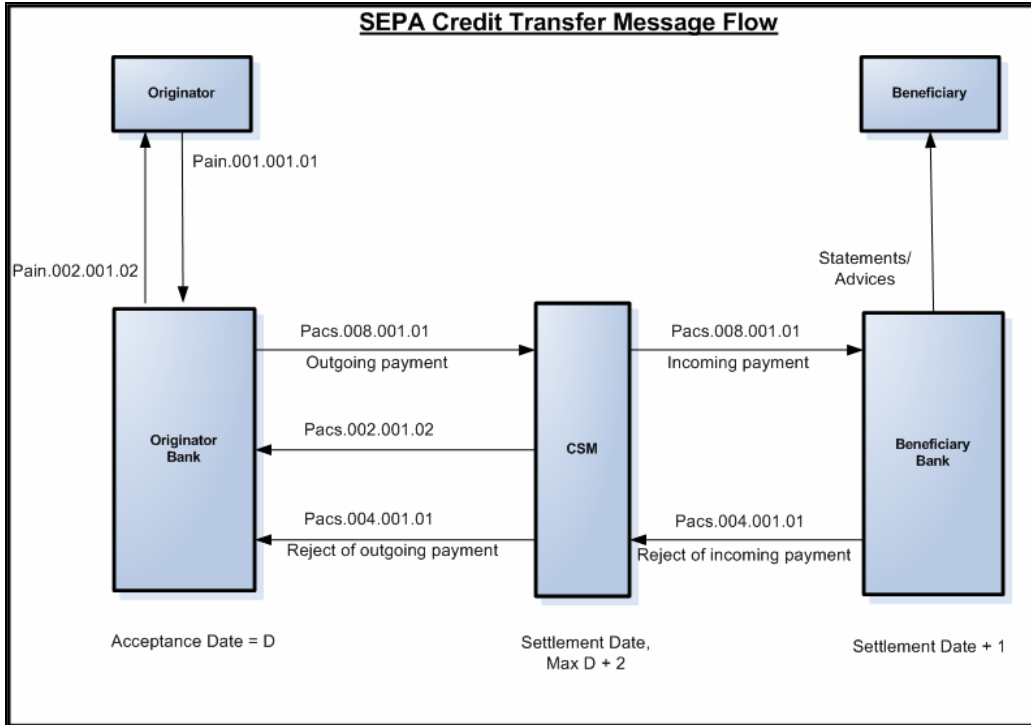 SEPA Credit Transfer Message Flow
Originator
Beneficiary
Pain.001.001.01
Pain.002.001.02
Statements/
Advices
Pacs.008.001.01
Outgoing payment
Pacs.008.001.01
Incoming payment
Originator
Bank
Pacs.002.001.02
CSM
Beneficiary
Bank
Pacs.004.001.01
Reject of outgoing payment
Pacs.004.001.01
Reject of incoming payment
Acceptance Date = D
Settlement Date,
Max D + 2
Settlement Date + 1